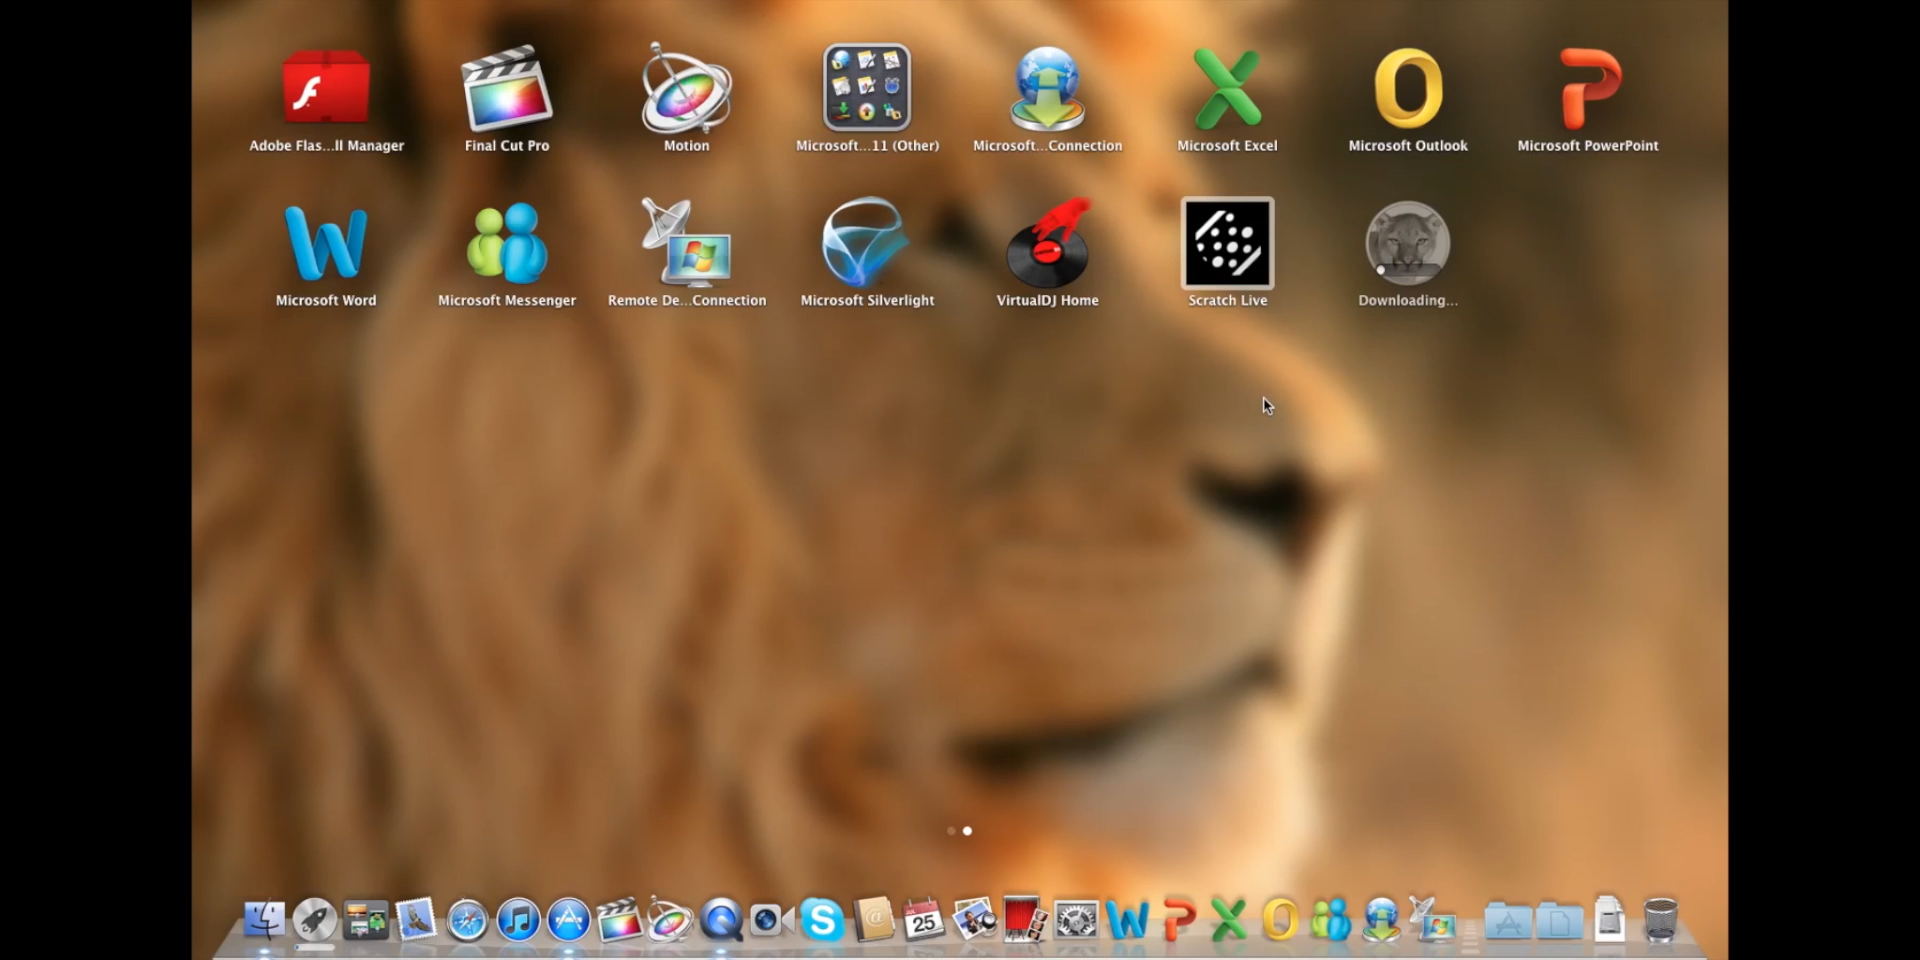 Adobe Flas...ll Manager
Final Cut Pro
Motion
Microsoft...11 (Other)
Microsoft...Connection
Microsoft Excel
Microsoft Outlook
Microsoft PowerPoint
Microsoft Word
Microsoft Messenger
Remote De...Connection
Microsoft Silverlight
VirtualDJ Home
Scratch Live
Downloading...
JUL
25